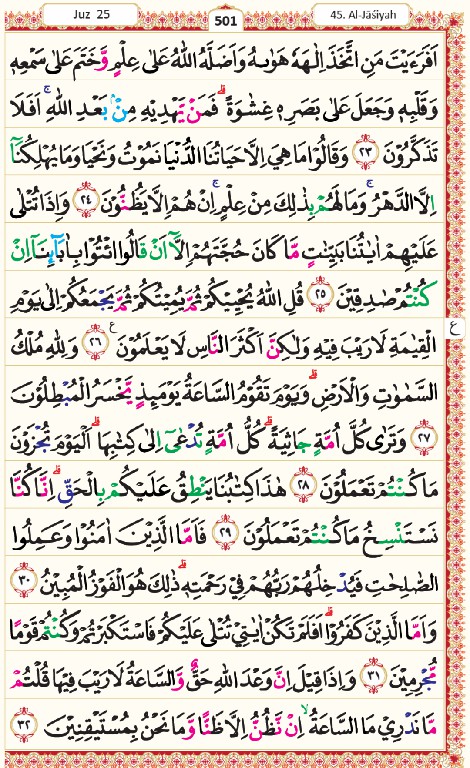 Juz 25 501 45. Al-Jāṡiyah
اَفَرَءَيْتَ مَنِ اتَّخَذَ اِلٰهَهٗ هَوٰىهُ وَاَضَلَّهُ اللّٰهُ عَلٰى عِلْمٍ وَّخَتَمَ عَلٰى سَمْعِهٖ
وَقَلْبِهٖ وَجَعَلَ عَلٰى بَصَرِهٖ غِشٰوَةًۗ فَمَنْ يَّهْدِيْهِ مِنْۢ بَعْدِ اللّٰهِۚ اَفَلَا
تَذَكَّرُوْنَ ٢٣ وَقَالُوْا مَا هِيَ اِلَّا حَيَاتُنَا الدُّنْيَا نَمُوْتُ وَنَحْيَا وَمَا يُهْلِكُنَآ
اِلَّا الدَّهْرُۚ وَمَا لَهُمْ بِذٰلِكَ مِنْ عِلْمٍۚ اِنْ هُمْ اِلَّا يَظُنُّوْنَ ٢٤ وَاِذَا تُتْلٰى
عَلَيْهِمْ اٰيٰتُنَا بَيِّنٰتٍ مَّا كَانَ حُجَّتَهُمْ اِلَّآ اَنْ قَالُوا ائْتُوْا بِاٰبَاۤىِٕنَآ اِنْ
كُنْتُمْ صٰدِقِيْنَ ٢٥ قُلِ اللّٰهُ يُحْيِيْكُمْ ثُمَّ يُمِيْتُكُمْ ثُمَّ يَجْمَعُكُمْ اِلٰى يَوْمِ
الْقِيٰمَةِ لَا رَيْبَ فِيْهِ وَلٰكِنَّ اَكْثَرَ النَّاسِ لَا يَعْلَمُوْنَ ࣖ ٢٦ وَلِلّٰهِ مُلْكُ
ع
السَّمٰوٰتِ وَالْاَرْضِۗ وَيَوْمَ تَقُوْمُ السَّاعَةُ يَوْمَىِٕذٍ يَّخْسَرُ الْمُبْطِلُوْنَ
٢٧ وَتَرٰى كُلَّ اُمَّةٍ جَاثِيَةًۗ كُلُّ اُمَّةٍ تُدْعٰٓى اِلٰى كِتٰبِهَاۗ اَلْيَوْمَ تُجْزَوْنَ
مَا كُنْتُمْ تَعْمَلُوْنَ ٢٨ هٰذَا كِتٰبُنَا يَنْطِقُ عَلَيْكُمْ بِالْحَقِّۗ اِنَّا كُنَّا
نَسْتَنْسِخُ مَا كُنْتُمْ تَعْمَلُوْنَ ٢٩ فَاَمَّا الَّذِيْنَ اٰمَنُوْا وَعَمِلُوا
الصّٰلِحٰتِ فَيُدْخِلُهُمْ رَبُّهُمْ فِيْ رَحْمَتِهٖۗ ذٰلِكَ هُوَ الْفَوْزُ الْمُبِيْنُ ٣٠
وَاَمَّا الَّذِيْنَ كَفَرُوْاۗ اَفَلَمْ تَكُنْ اٰيٰتِيْ تُتْلٰى عَلَيْكُمْ فَاسْتَكْبَرْتُمْ وَكُنْتُمْ قَوْمًا
مُّجْرِمِيْنَ ٣١ وَاِذَا قِيْلَ اِنَّ وَعْدَ اللّٰهِ حَقٌّ وَّالسَّاعَةُ لَا رَيْبَ فِيْهَا قُلْتُمْ
مَّا نَدْرِيْ مَا السَّاعَةُۙ اِنْ نَّظُنُّ اِلَّا ظَنًّا وَّمَا نَحْنُ بِمُسْتَيْقِنِيْنَ ٣٢